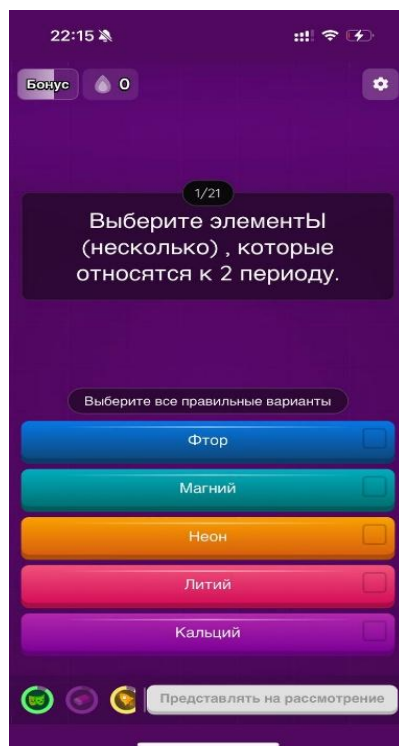 22:15
Бонус
0
1/21
Выберите элементЫ
(несколько) , которые
относятся к 2 периоду.
Выберите все правильные варианты
Фтор
Магний
Неон
Литий
Кальций
Представлять на рассмотрение